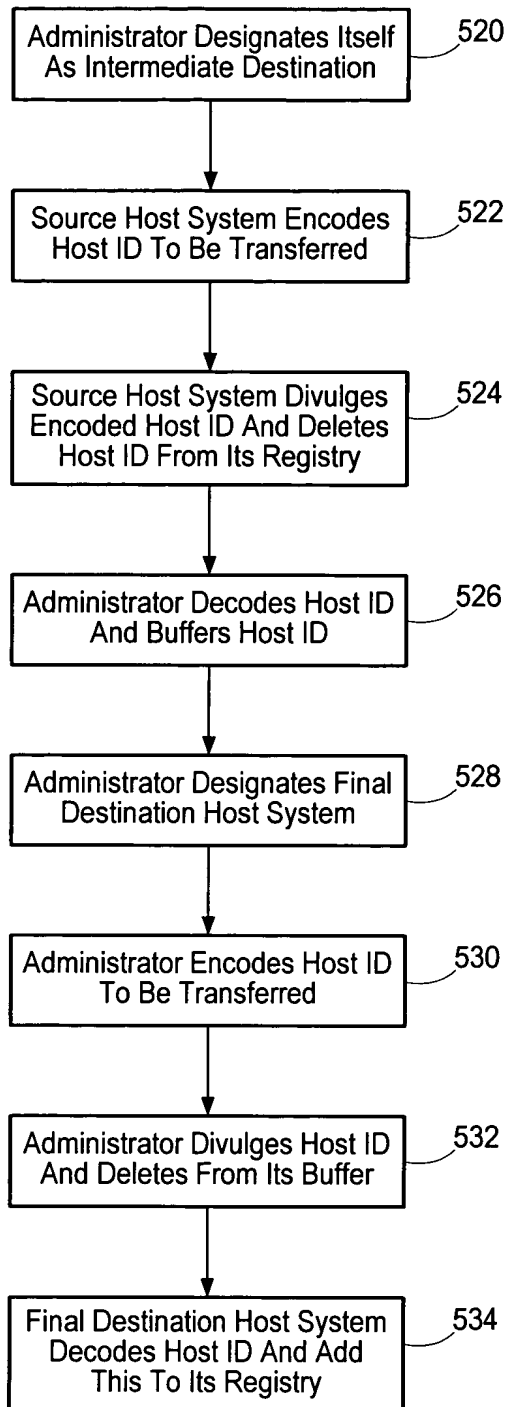 Administrator Designates Itself
As Intermediate Destination
520
Source Host System Encodes
Host ID To Be Transferred
522
Source Host System Divulges
Encoded Host ID And Deletes
Host ID From Its Registry
524
Administrator Decodes Host ID
And Buffers Host ID
526
Administrator Designates Final
Destination Host System
528
Administrator Encodes Host ID
To Be Transferred
530
Administrator Divulges Host ID
And Deletes From Its Buffer
532
Final Destination Host System
Decodes Host ID And Add
This To Its Registry
534